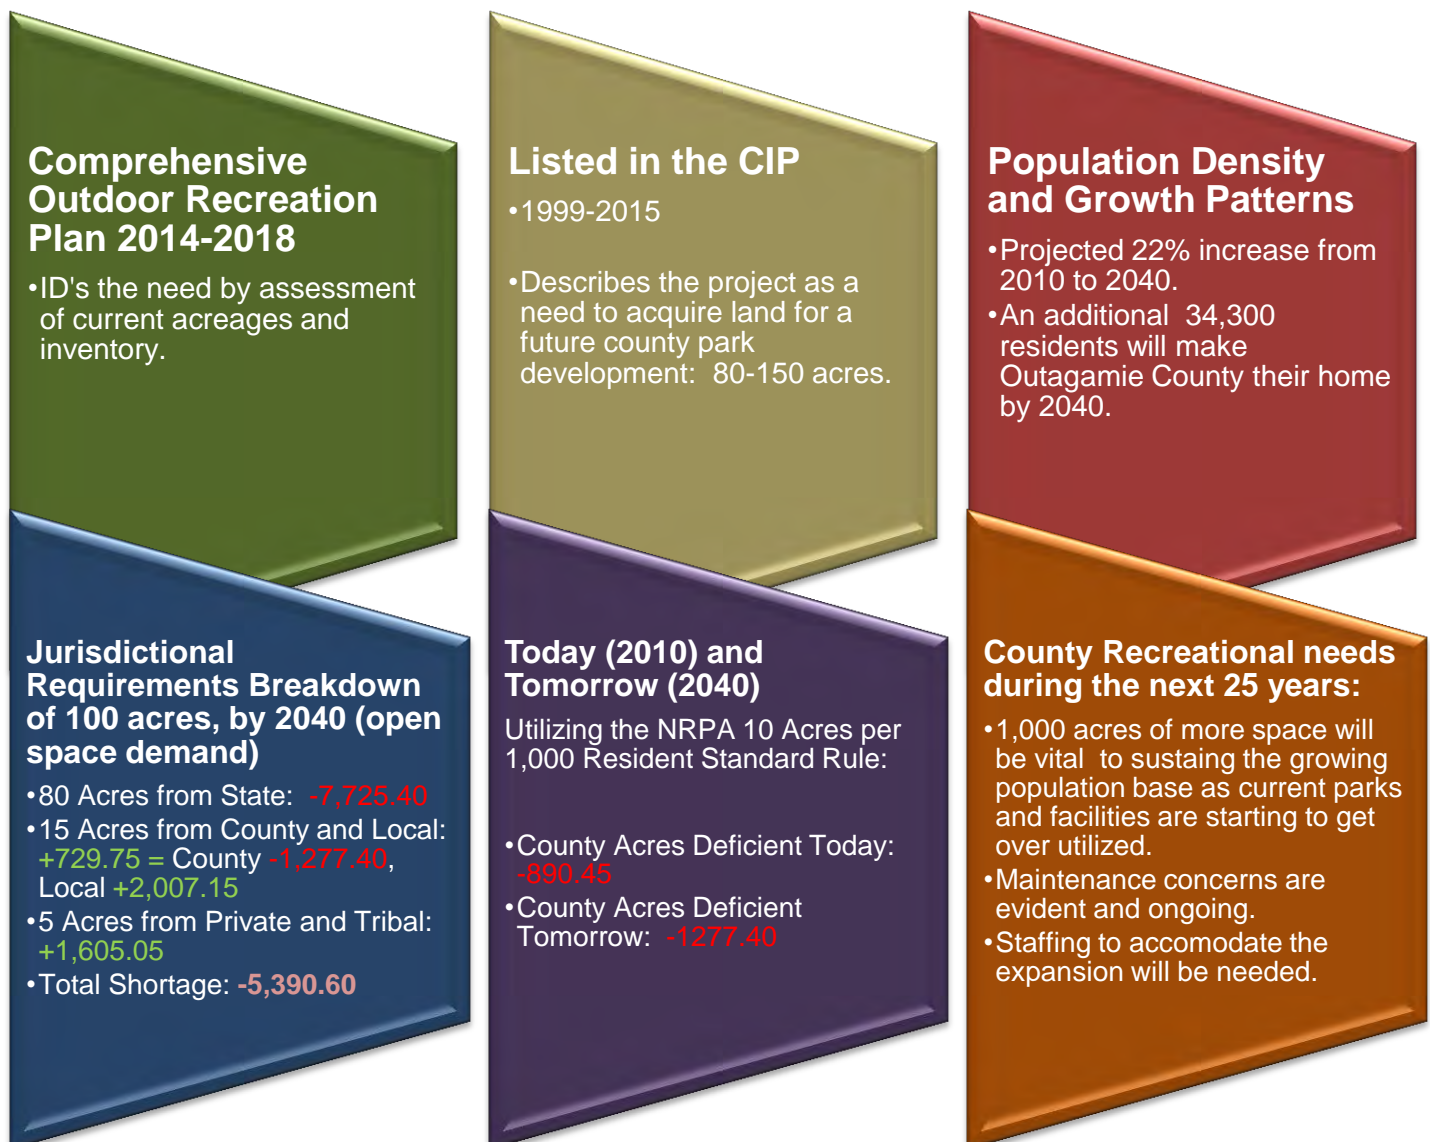 Comprehensive
Outdoor Recreation
Plan 2014-2018
•ID's the need by assessment
of current acreages and
inventory.
Listed in the CIP
•1999-2015
•Describes the project as a
need to acquire land for a
future county park
development:  80-150 acres.
Population Density
and Growth Patterns
•Projected 22% increase from
2010 to 2040.
•An additional  34,300
residents will make
Outagamie County their home
by 2040.
Jurisdictional
Requirements Breakdown
of 100 acres, by 2040 (open
space demand)
•80 Acres from State:  -7,725.40
•15 Acres from County and Local:
+729.75 = County -1,277.40,
Local +2,007.15
•5 Acres from Private and Tribal:
+1,605.05
•Total Shortage: -5,390.60
Today (2010) and
Tomorrow (2040)
Utilizing the NRPA 10 Acres per
1,000 Resident Standard Rule:
•County Acres Deficient Today:
-890.45
•County Acres Deficient
Tomorrow:  -1277.40
County Recreational needs
during the next 25 years:
•1,000 acres of more space will
be vital  to sustaing the growing
population base as current parks
and facilities are starting to get
over utilized.
•Maintenance concerns are
evident and ongoing.
•Staffing to accomodate the
expansion will be needed.